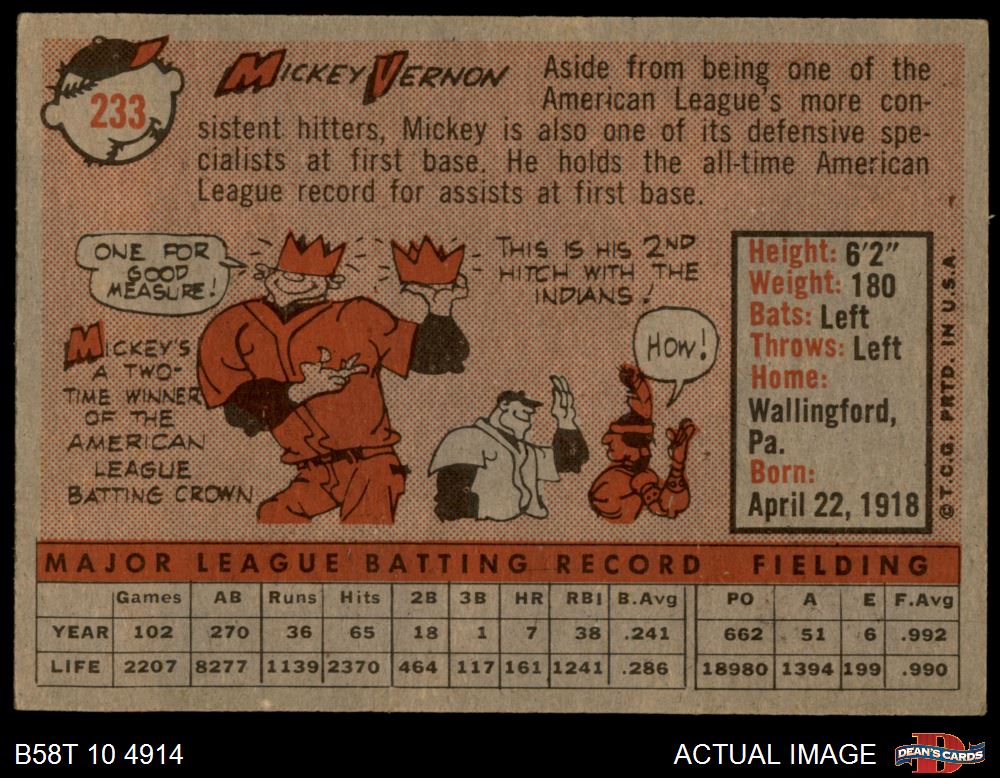 233
MICKEY VERNON
Aside from being one of the
American League's more con-
sistent hitters, Mickey is also one of its defensive spe-
cialists at first base. He holds the all-time American
League record for assists at first base.
ONE FOR
GOOD
MEASURE!
THIS IS HIS 2ND
HITCH WITH THE
INDIANS!
HOW!
MICKEY'S
A TWO-
TIME WINNER
OF THE
AMERICAN
LEAGUE
BATTING CROWN
Height: 6'2"
Weight: 180
Bats: Left
Throws: Left
Home:
Wallingford,
Pa.
Born:
April 22, 1918
©T.C.G. PRTD. IN U.S.A.
MAJOR LEAGUE BATTING RECORD FIELDING
Games AB Runs Hits 2B 3B HR RBI B.Avg PO A E F.Avg
YEAR 102 270 36 65 18 1 7 38 .241 662 51 6 .992
LIFE 2207 8277 1139 2370 464 117 161 1241 .286 18980 1394 199 .990
B58T 10 4914
ACTUAL IMAGE
DEAN'S CARDS